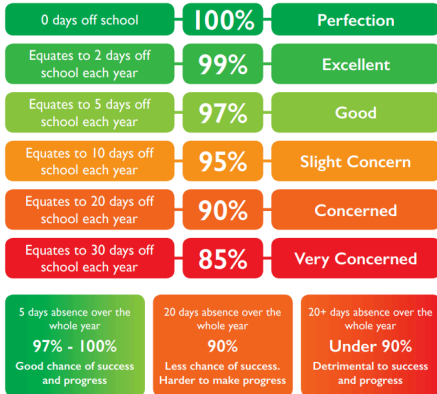 0 days off school 100% Perfection
Equates to 2 days off
school each year
99% Excellent
Equates to 5 days off
school each year
97% Good
Equates to 10 days off
school each year
95% Slight Concern
Equates to 20 days off
school each year
90% Concerned
Equates to 30 days off
school each year
85% Very Concerned
5 days absence over the
whole year
97% - 100%
Good chance of success
and progress
20 days absence over the
whole year
90%
Less chance of success.
Harder to make progress
20+ days absence over the
whole year
Under 90%
Detrimental to success
and progress